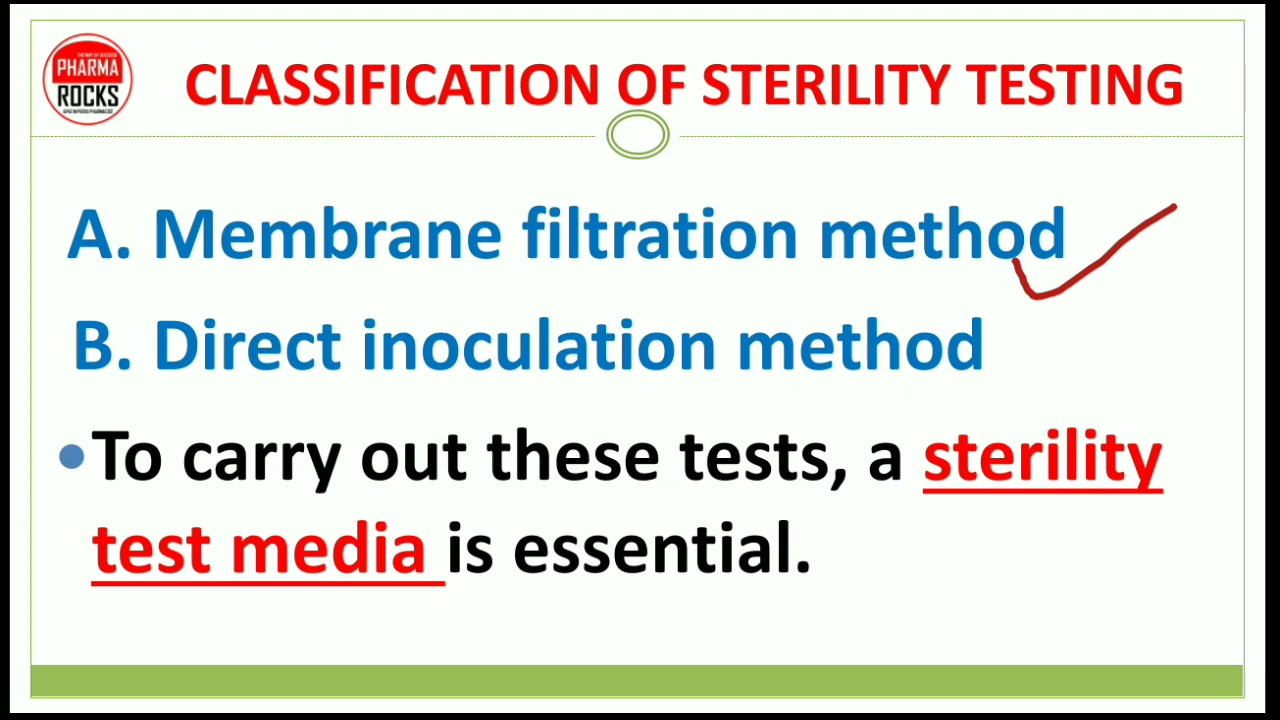 PHARMA
ROCKS
CLASSIFICATION OF STERILITY TESTING
A. Membrane filtration method
B. Direct inoculation method
•To carry out these tests, a sterility
test media is essential.